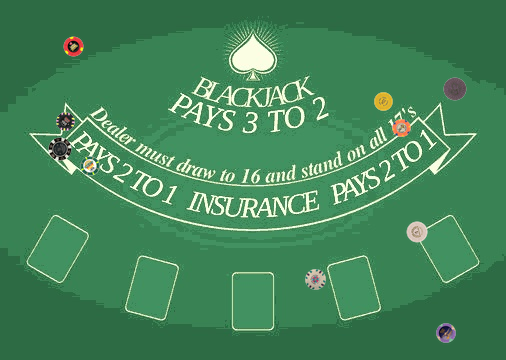 BLACKJACK
PAYS 3 TO 2
Dealer must draw to 16 and stand on all 17's
PAYS 2 TO 1 INSURANCE PAYS 2 TO 1